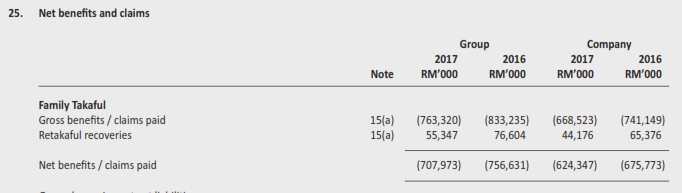 25. Net benefits and claims
Group Company
2017 2016 2017 2016
Note RM'000 RM'000 RM'000 RM'000
Family Takaful
Gross benefits / claims paid 15(a) (763,320) (833,235) (668,523) (741,149)
Retakaful recoveries 15(a) 55,347 76,604 44,176 65,376
Net benefits / claims paid (707,973) (756,631) (624,347) (675,773)